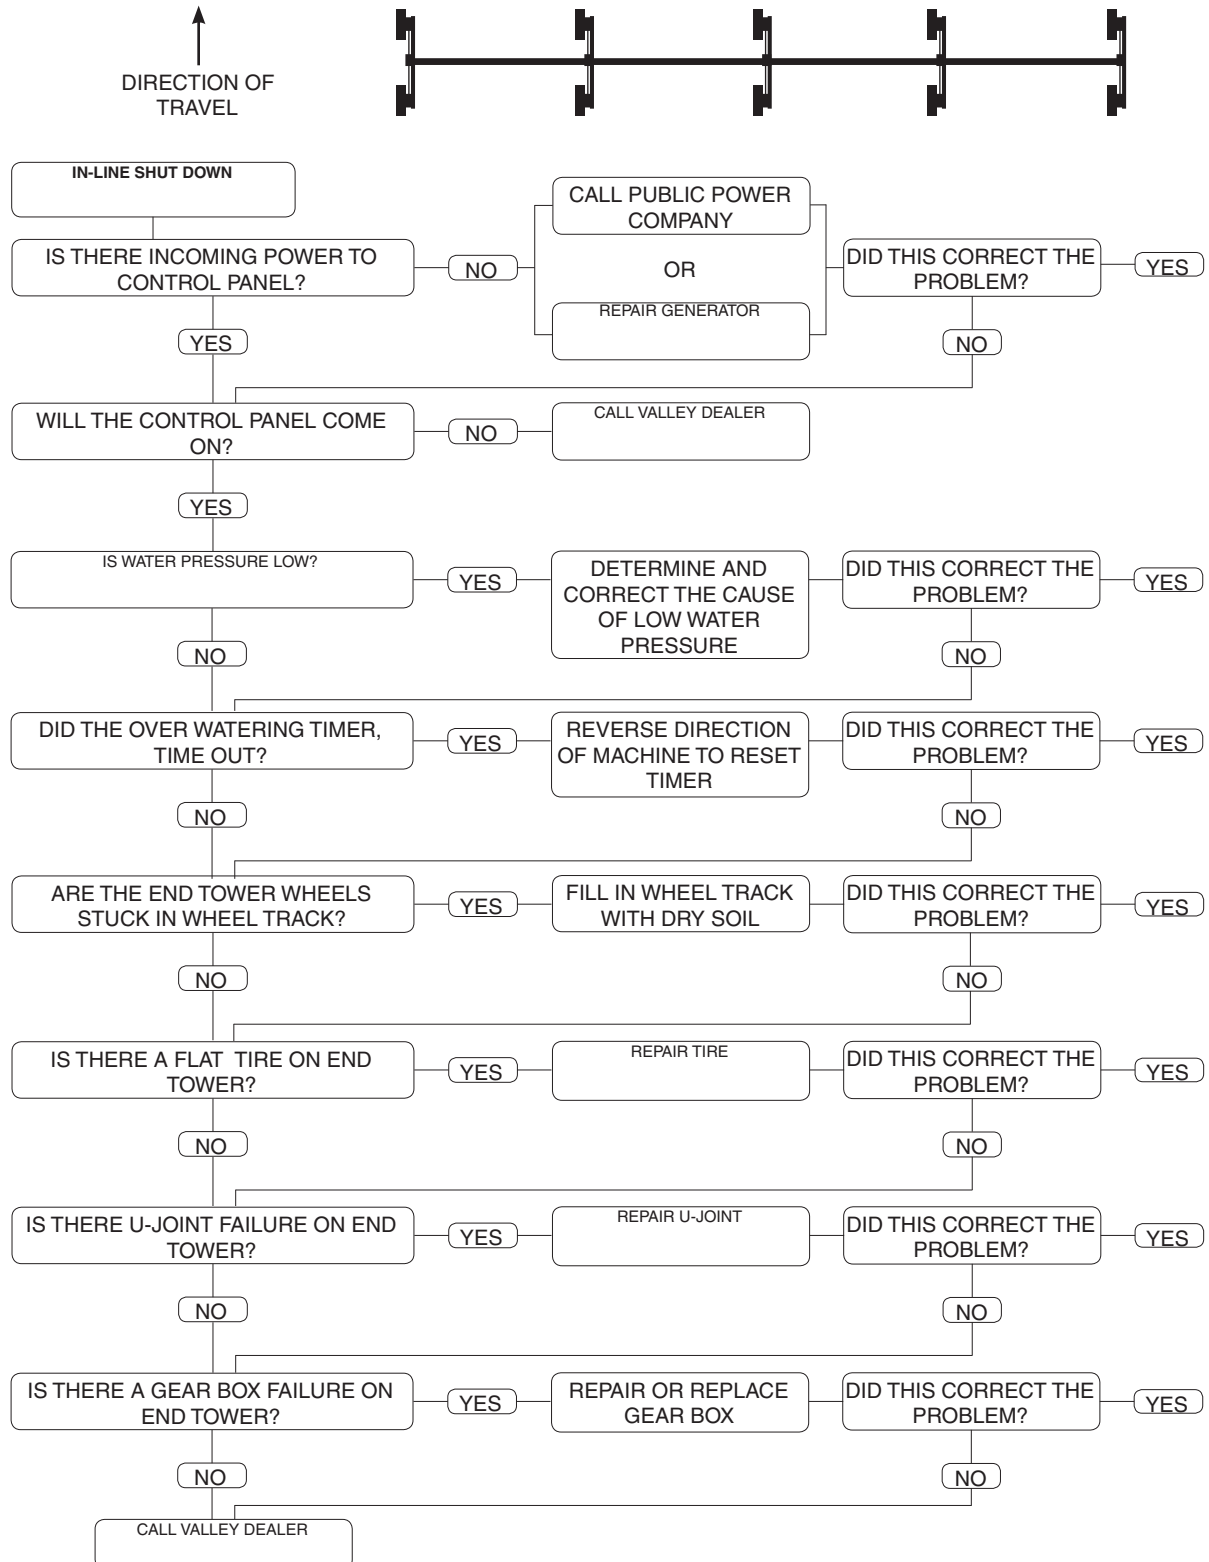 DIRECTION OF
TRAVEL
IN-LINE SHUT DOWN
IS THERE INCOMING POWER TO
CONTROL PANEL?
NO
CALL PUBLIC POWER
COMPANY
OR
REPAIR GENERATOR
DID THIS CORRECT THE
PROBLEM?
YES
YES
NO
WILL THE CONTROL PANEL COME
ON?
NO
CALL VALLEY DEALER
YES
IS WATER PRESSURE LOW?
YES
DETERMINE AND
CORRECT THE CAUSE
OF LOW WATER
PRESSURE
DID THIS CORRECT THE
PROBLEM?
YES
NO
NO
DID THE OVER WATERING TIMER,
TIME OUT?
YES
REVERSE DIRECTION
OF MACHINE TO RESET
TIMER
DID THIS CORRECT THE
PROBLEM?
YES
NO
NO
ARE THE END TOWER WHEELS
STUCK IN WHEEL TRACK?
YES
FILL IN WHEEL TRACK
WITH DRY SOIL
DID THIS CORRECT THE
PROBLEM?
YES
NO
NO
IS THERE A FLAT TIRE ON END
TOWER?
YES
REPAIR TIRE
DID THIS CORRECT THE
PROBLEM?
YES
NO
NO
IS THERE U-JOINT FAILURE ON END
TOWER?
YES
REPAIR U-JOINT
DID THIS CORRECT THE
PROBLEM?
YES
NO
NO
IS THERE A GEAR BOX FAILURE ON
END TOWER?
YES
REPAIR OR REPLACE
GEAR BOX
DID THIS CORRECT THE
PROBLEM?
YES
NO
NO
CALL VALLEY DEALER